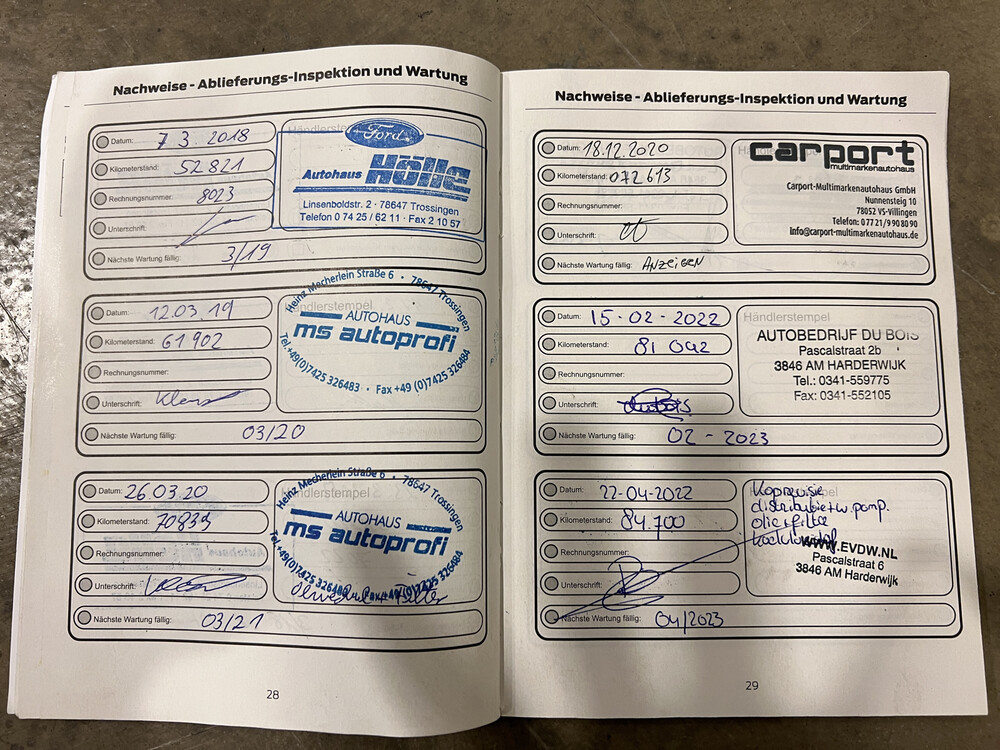 Nachweise - Ablieferungs-Inspektion und Wartung
Datum: 7 3. 2018
Kilometerstand: 52821
Rechnungsnummer: 8023
Unterschrift:
Nächste Wartung fällig: 3/19
Händlerstempel
Ford
Autohaus Hölle
Linsenboldstr. 2 · 78647 Trossingen
Telefon 0 74 25 / 62 11 · Fax 2 10 57
Datum: 12.03.19
Kilometerstand: 61902
Rechnungsnummer:
Unterschrift:
Nächste Wartung fällig: 03/20
Händlerstempel
Heinz Mecherlein Straße 6 · 78647 Trossingen
AUTOHAUS
ms autoprofi
Tel.+49(0)7425 326483 · Fax +49 (0)7425 326484
Datum: 26.03.20
Kilometerstand: 70839
Rechnungsnummer:
Unterschrift:
Nächste Wartung fällig: 03/21
Händlerstempel
Heinz Mecherlein Straße 6 · 78647 Trossingen
AUTOHAUS
ms autoprofi
28
Nachweise - Ablieferungs-Inspektion und Wartung
Datum: 18.12.2020
Kilometerstand: 072613
Rechnungsnummer:
Unterschrift:
Nächste Wartung fällig: ANZEIGEN
carport
multimarkenautohaus
Carport-Multimarkenautohaus GmbH
Nunnensteig 10
78052 VS-Villingen
Telefon: 07721/9908090
info@carport-multimarkenautohaus.de
Datum: 15-02-2022
Kilometerstand: 81042
Rechnungsnummer:
Unterschrift: du Bois
Nächste Wartung fällig: 02-2023
Händlerstempel
AUTOBEDRIJF DU BOIS
Pascalstraat 2b
3846 AM HARDERWIJK
Tel.: 0341-559775
Fax: 0341-552105
Datum: 22-04-2022
Kilometerstand: 84.700
Rechnungsnummer:
Unterschrift:
Nächste Wartung fällig: 04/2023
distributie+w.pomp.
WWW.EVDW.NL
Pascalstraat 6
3846 AM Harderwijk
29